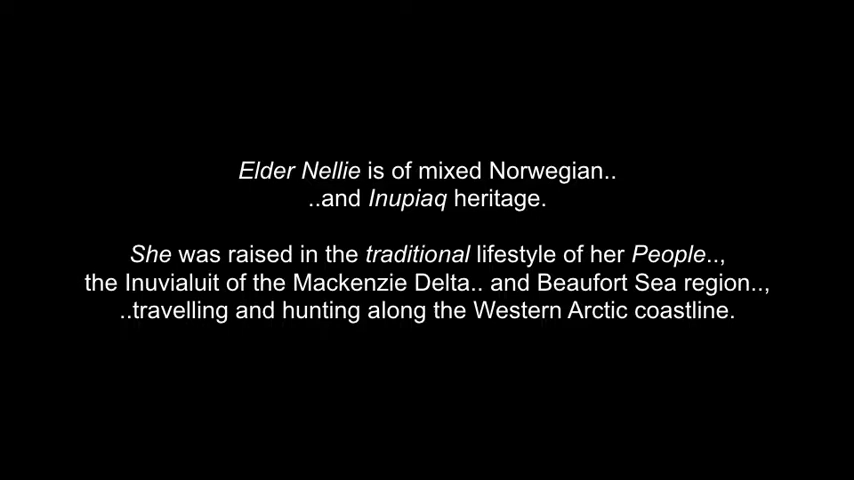 Elder Nellie is of mixed Norwegian..
..and Inupiaq heritage.
She was raised in the traditional lifestyle of her People..,
the Inuvialuit of the Mackenzie Delta.. and Beaufort Sea region..,
..travelling and hunting along the Western Arctic coastline.